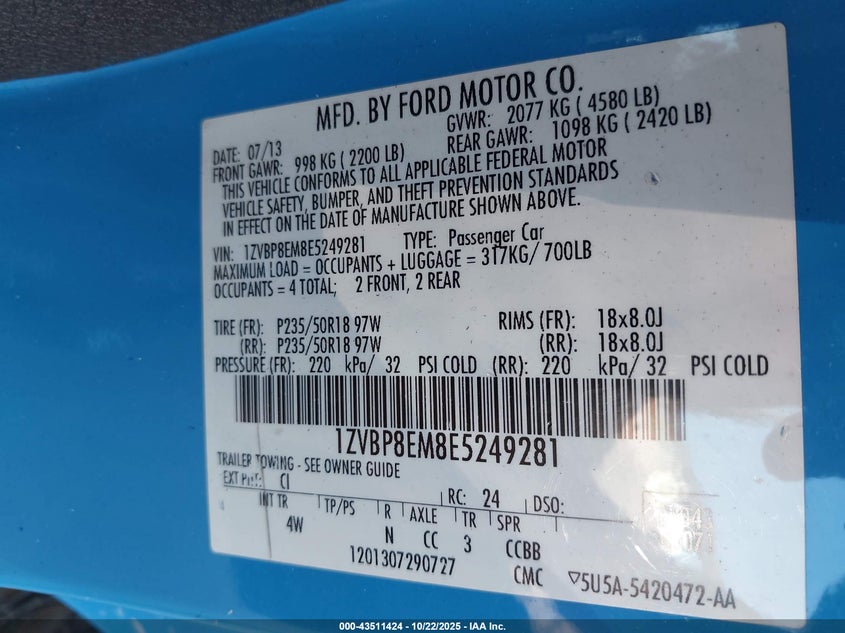 MFD. BY FORD MOTOR CO.
DATE: 07/13 GVWR: 2077 KG ( 4580 LB)
FRONT GAWR: 998 KG ( 2200 LB) REAR GAWR: 1098 KG ( 2420 LB)
THIS VEHICLE CONFORMS TO ALL APPLICABLE FEDERAL MOTOR
VEHICLE SAFETY, BUMPER, AND THEFT PREVENTION STANDARDS
IN EFFECT ON THE DATE OF MANUFACTURE SHOWN ABOVE.
VIN: 1ZVBP8EM8E5249281 TYPE: Passenger Car
MAXIMUM LOAD = OCCUPANTS + LUGGAGE = 317KG/ 700LB
OCCUPANTS = 4 TOTAL; 2 FRONT, 2 REAR
TIRE (FR): P235/50R18 97W RIMS (FR): 18x8.0J
(RR): P235/50R18 97W (RR): 18x8.0J
PRESSURE (FR): 220 kPa/ 32 PSI COLD (RR): 220 kPa/ 32 PSI COLD
1ZVBP8EM8E5249281
TRAILER TOWING - SEE OWNER GUIDE
EXT PNT: CI RC: 24 DSO:
INT TR TP/PS R AXLE TR SPR
4W N CC 3 CCBB
1201307290727 CMC ▽5U5A-5420472-AA
000-43511424 - 10/22/2025 - IAA Inc.